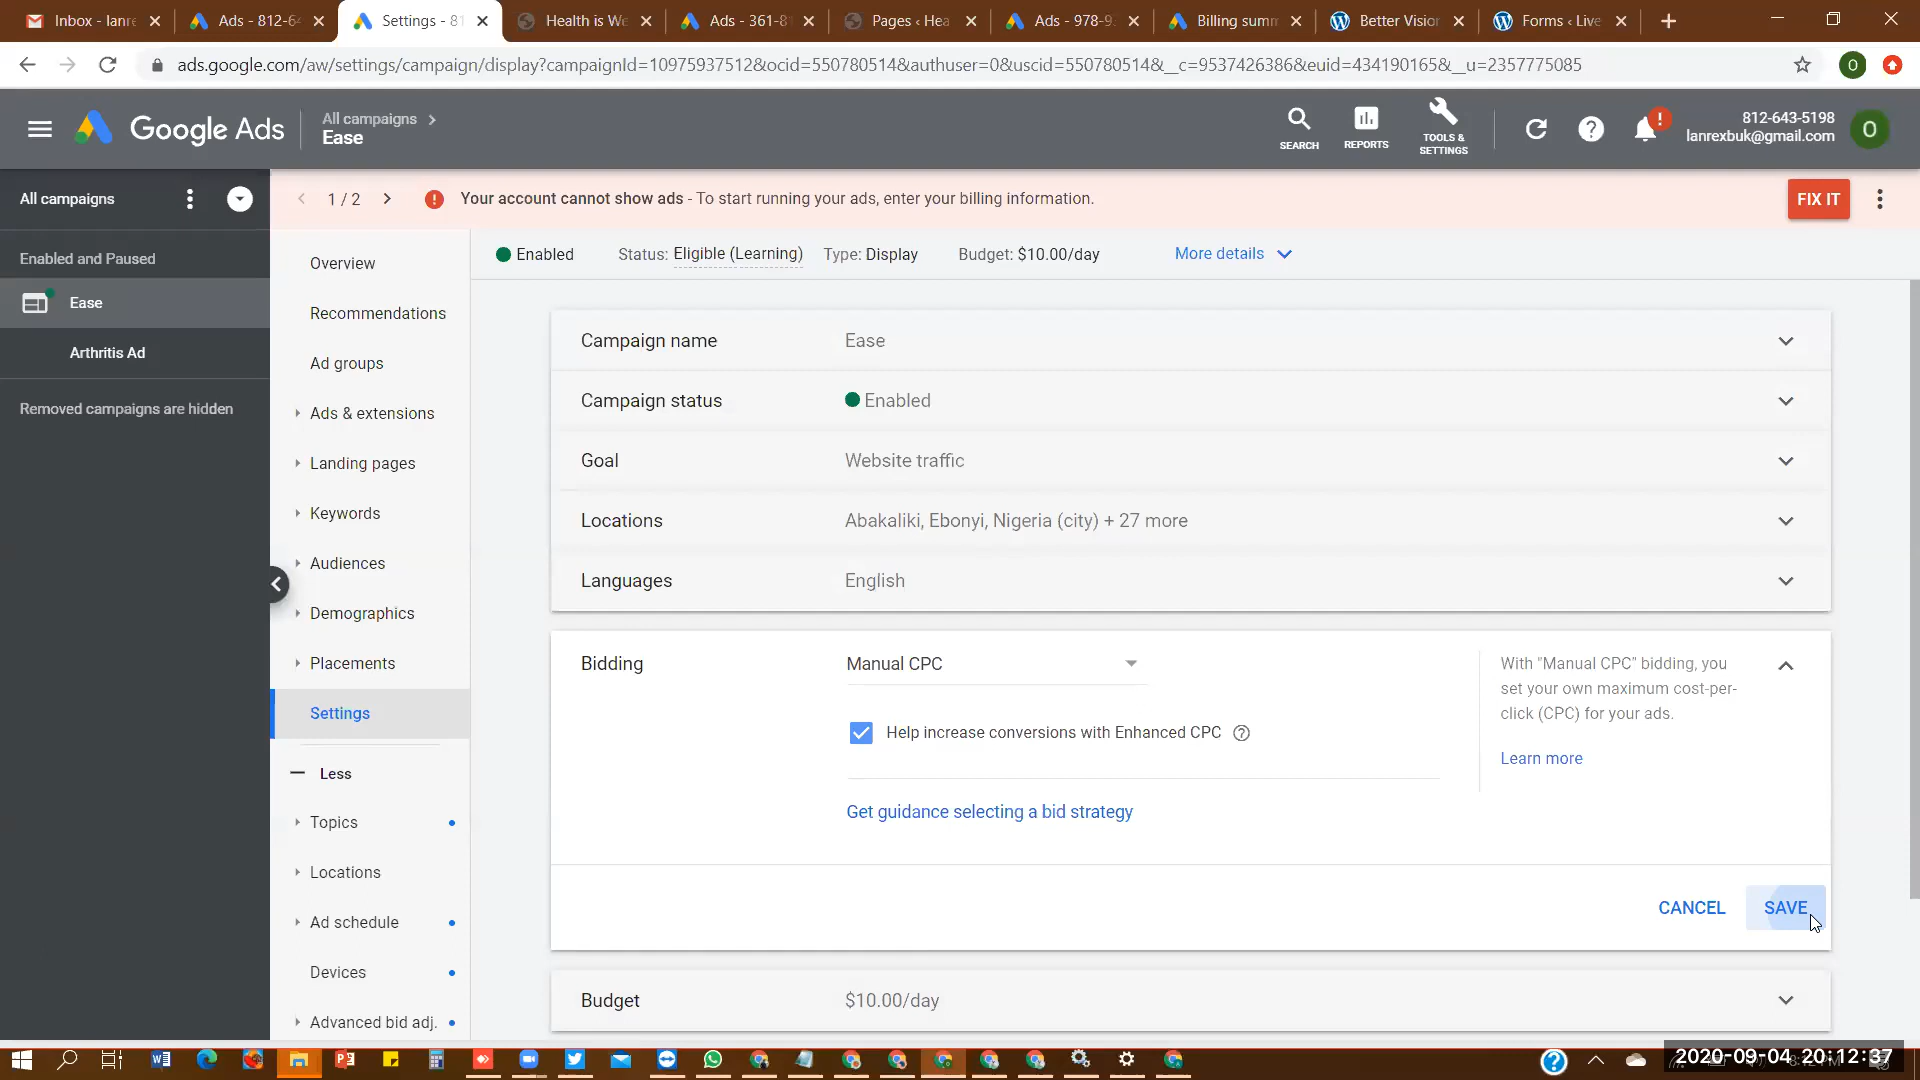 Inbox - lanre
Ads - 812-64
Settings - 81
Health is We
Ads - 361-81
Pages ‹ Hea
Ads - 978-93
Billing summ
Better Vision
Forms ‹ Live
ads.google.com/aw/settings/campaign/display?campaignId=10975937512&ocid=550780514&authuser=0&uscid=550780514&__c=9537426386&euid=434190165&__u=2357775085
O
Google Ads
All campaigns
Ease
SEARCH
REPORTS
TOOLS &
SETTINGS
812-643-5198
lanrexbuk@gmail.com
O
All campaigns
1 / 2
Your account cannot show ads - To start running your ads, enter your billing information.
FIX IT
Enabled and Paused
Ease
Arthritis Ad
Removed campaigns are hidden
Overview
Recommendations
Ad groups
Ads & extensions
Landing pages
Keywords
Audiences
Demographics
Placements
Settings
Less
Topics
Locations
Ad schedule
Devices
Advanced bid adj.
Enabled Status: Eligible (Learning) Type: Display Budget: $10.00/day More details
Campaign name Ease
Campaign status Enabled
Goal Website traffic
Locations Abakaliki, Ebonyi, Nigeria (city) + 27 more
Languages English
Bidding Manual CPC
Help increase conversions with Enhanced CPC
Get guidance selecting a bid strategy
With "Manual CPC" bidding, you
set your own maximum cost-per-
click (CPC) for your ads.
Learn more
CANCEL SAVE
Budget $10.00/day
2020-09-04 20:12:37